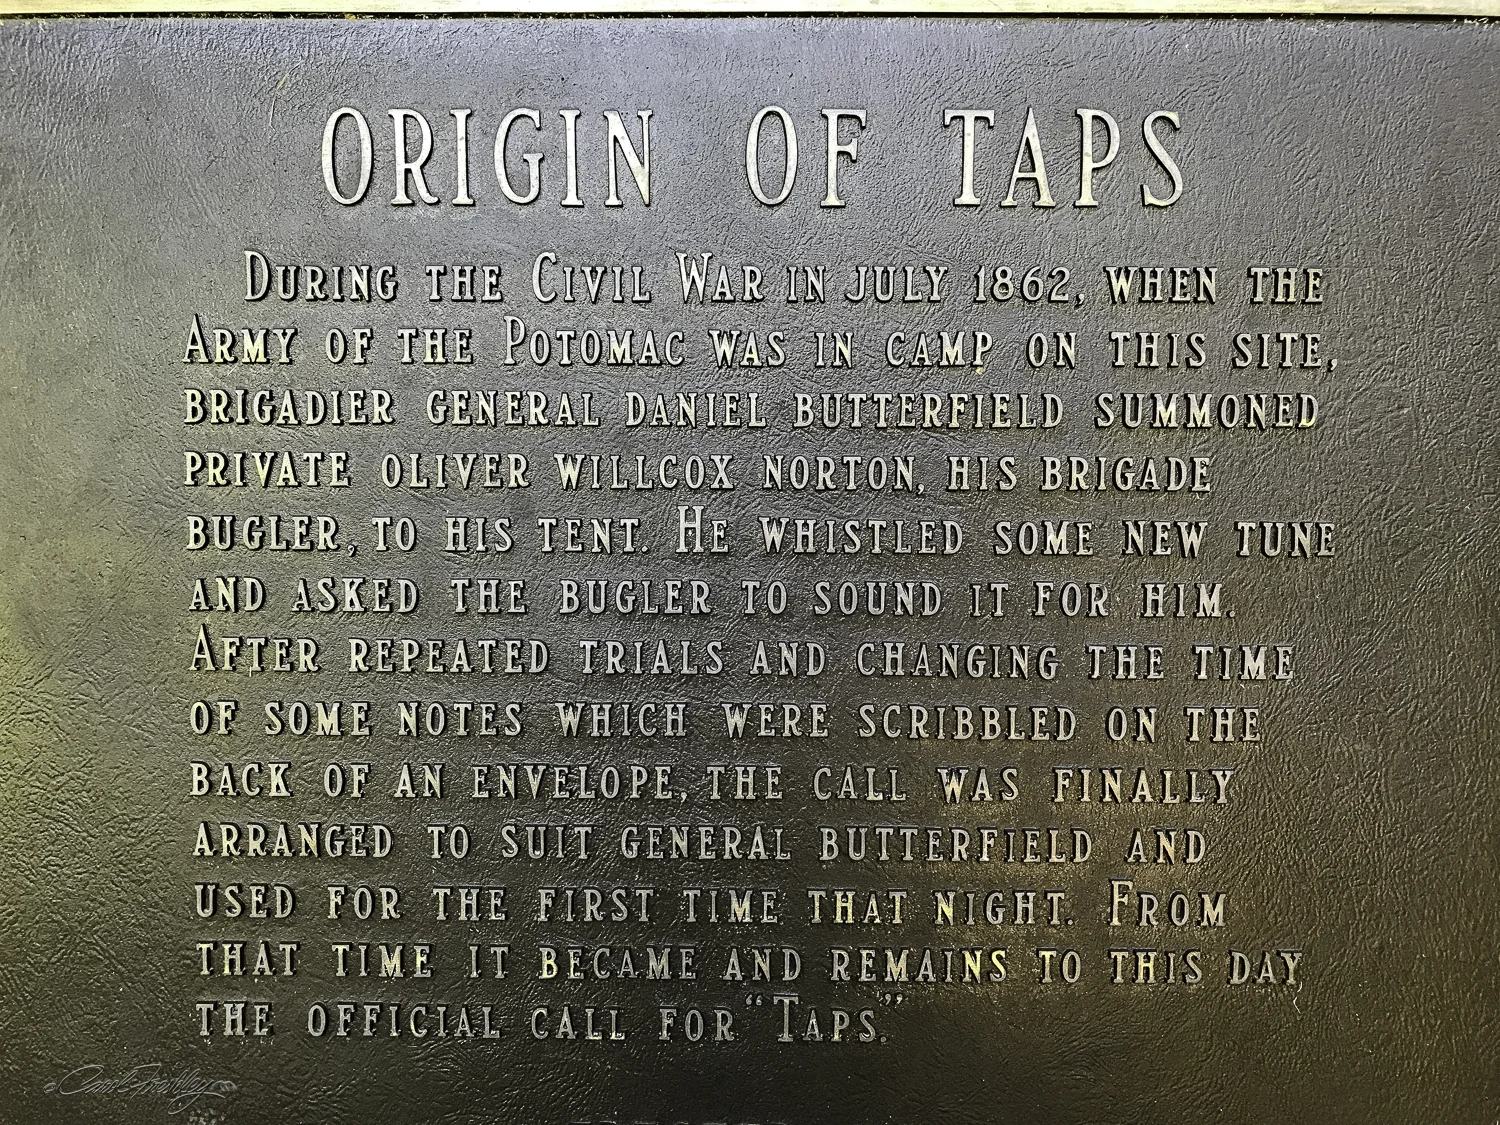 ORIGIN OF TAPS
DURING THE CIVIL WAR IN JULY 1862, WHEN THE
ARMY OF THE POTOMAC WAS IN CAMP ON THIS SITE,
BRIGADIER GENERAL DANIEL BUTTERFIELD SUMMONED
PRIVATE OLIVER WILLCOX NORTON, HIS BRIGADE
BUGLER, TO HIS TENT. HE WHISTLED SOME NEW TUNE
AND ASKED THE BUGLER TO SOUND IT FOR HIM.
AFTER REPEATED TRIALS AND CHANGING THE TIME
OF SOME NOTES WHICH WERE SCRIBBLED ON THE
BACK OF AN ENVELOPE, THE CALL WAS FINALLY
ARRANGED TO SUIT GENERAL BUTTERFIELD AND
USED FOR THE FIRST TIME THAT NIGHT. FROM
THAT TIME IT BECAME AND REMAINS TO THIS DAY
THE OFFICIAL CALL FOR "TAPS."